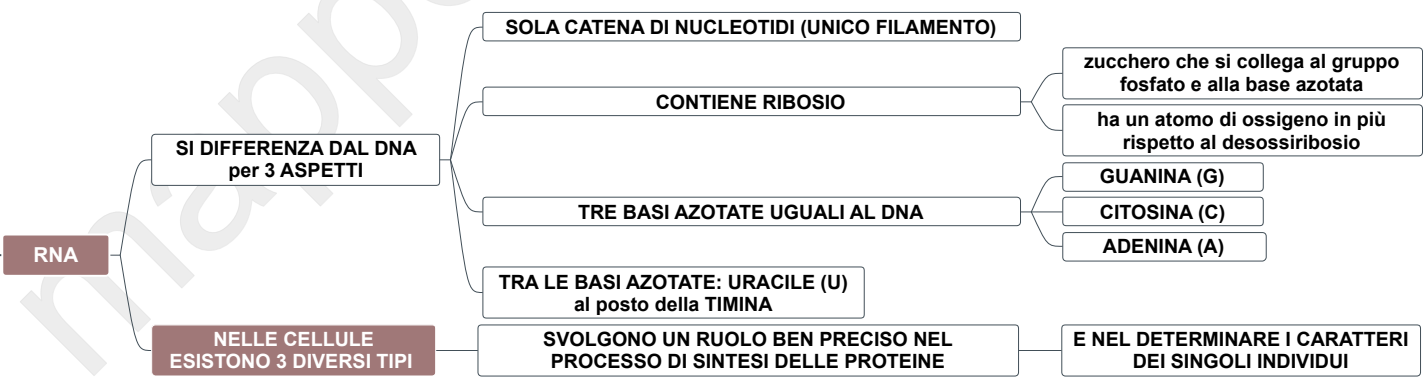 RNA
SI DIFFERENZA DAL DNA
per 3 ASPETTI
SOLA CATENA DI NUCLEOTIDI (UNICO FILAMENTO)
CONTIENE RIBOSIO
zucchero che si collega al gruppo
fosfato e alla base azotata
ha un atomo di ossigeno in più
rispetto al desossiribosio
TRE BASI AZOTATE UGUALI AL DNA
GUANINA (G)
CITOSINA (C)
ADENINA (A)
TRA LE BASI AZOTATE: URACILE (U)
al posto della TIMINA
NELLE CELLULE
ESISTONO 3 DIVERSI TIPI
SVOLGONO UN RUOLO BEN PRECISO NEL
PROCESSO DI SINTESI DELLE PROTEINE
E NEL DETERMINARE I CARATTERI
DEI SINGOLI INDIVIDUI